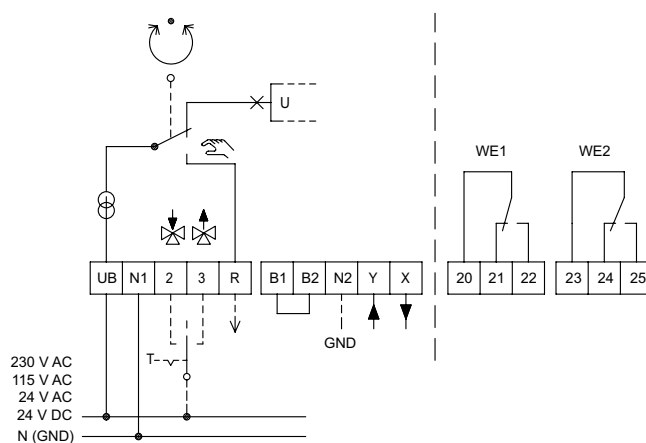 U
WE1
WE2
UB N1 2 3 R
B1 B2 N2 Y X
20 21 22
23 24 25
GND
T
230 V AC
115 V AC
24 V AC
24 V DC
N (GND)